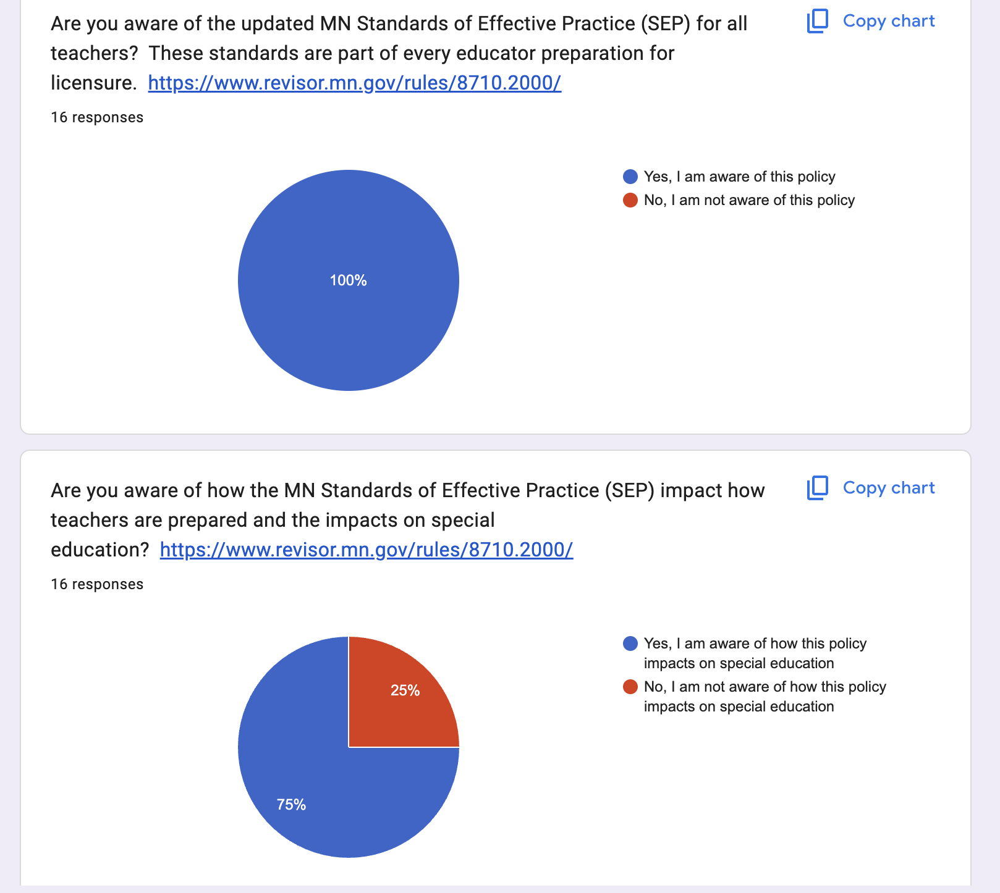 Are you aware of the updated MN Standards of Effective Practice (SEP) for all
teachers?  These standards are part of every educator preparation for
licensure.  https://www.revisor.mn.gov/rules/8710.2000/
Copy chart
16 responses
Yes, I am aware of this policy
No, I am not aware of this policy
100%
Are you aware of how the MN Standards of Effective Practice (SEP) impact how
teachers are prepared and the impacts on special
education?  https://www.revisor.mn.gov/rules/8710.2000/
Copy chart
16 responses
Yes, I am aware of how this policy
impacts on special education
No, I am not aware of how this policy
impacts on special education
25%
75%